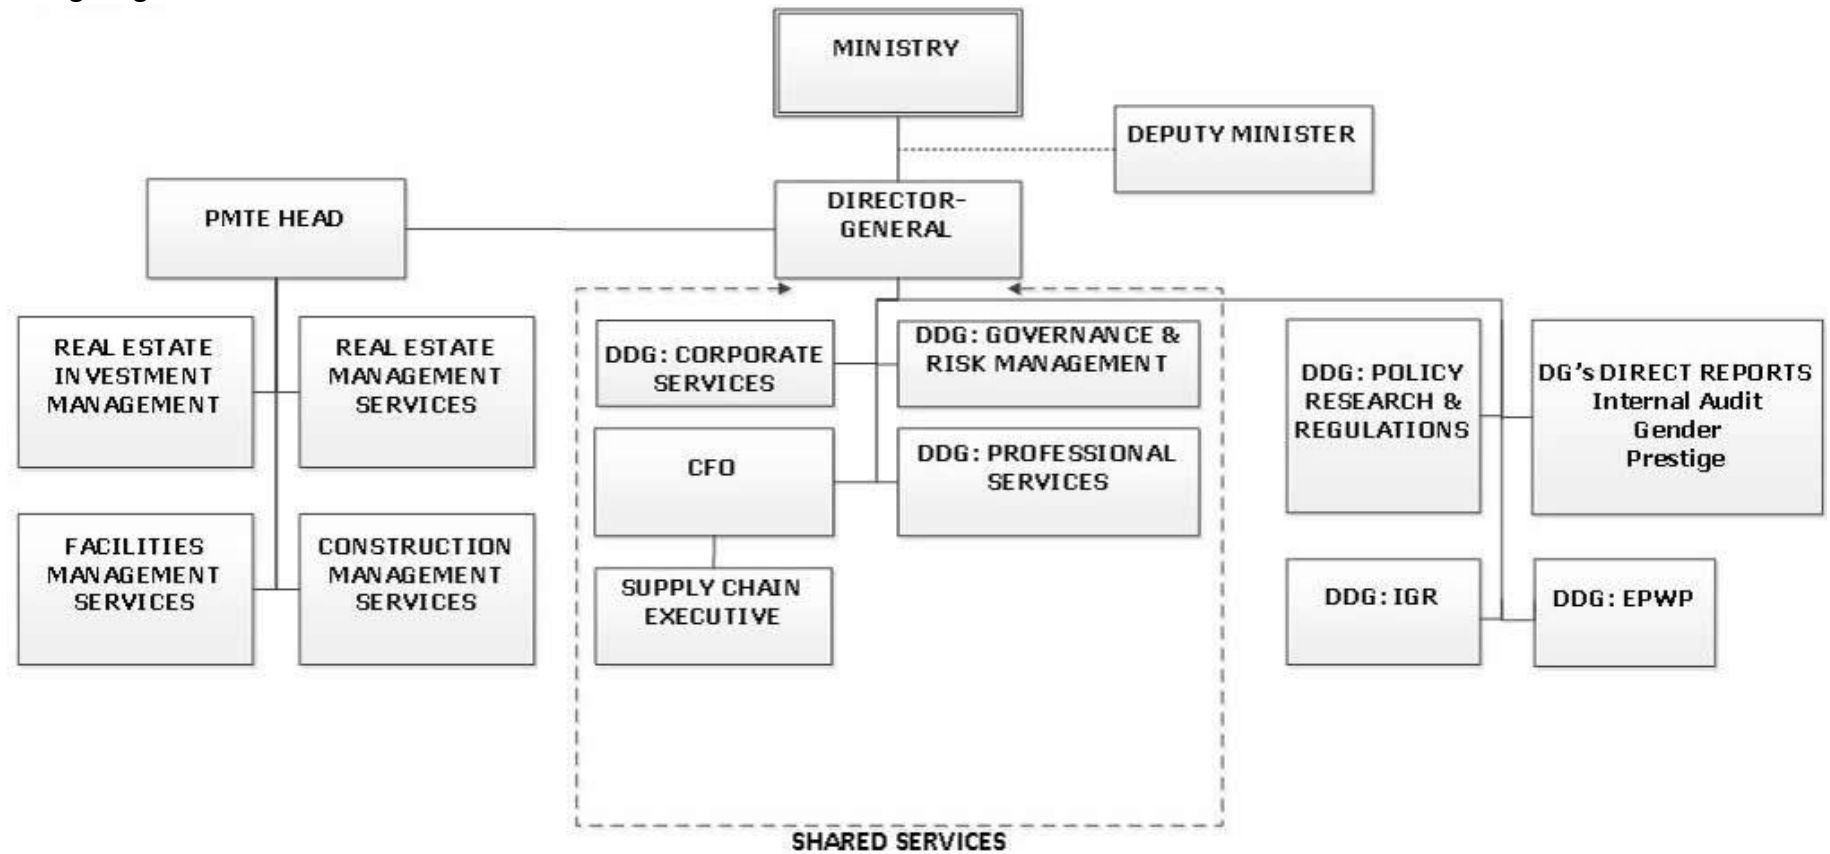 MINISTRY
DEPUTY MINISTER
DIRECTOR-
GENERAL
PMTE HEAD
REAL ESTATE
INVESTMENT
MANAGEMENT
REAL ESTATE
MANAGEMENT
SERVICES
FACILITIES
MANAGEMENT
SERVICES
CONSTRUCTION
MANAGEMENT
SERVICES
DDG: CORPORATE
SERVICES
DDG: GOVERNANCE &
RISK MANAGEMENT
CFO
DDG: PROFESSIONAL
SERVICES
SUPPLY CHAIN
EXECUTIVE
DDG: POLICY
RESEARCH &
REGULATIONS
DG's DIRECT REPORTS
Internal Audit
Gender
Prestige
DDG: IGR
DDG: EPWP
SHARED SERVICES